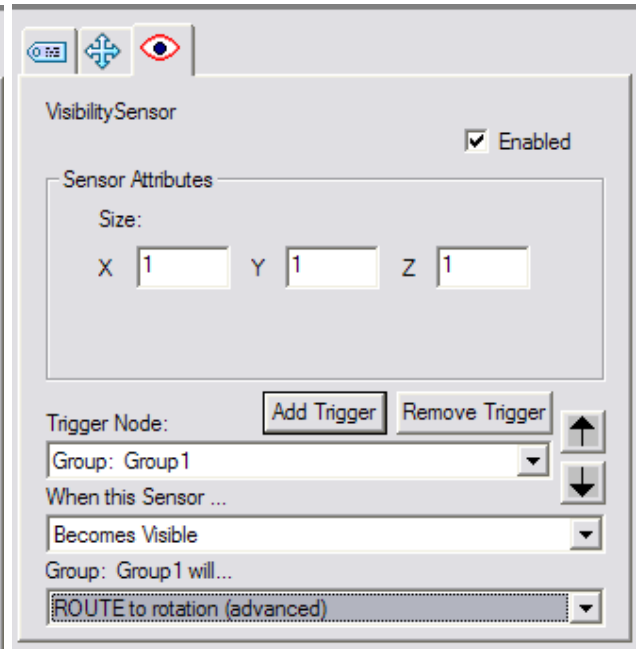 VisibilitySensor
Enabled
Sensor Attributes
Size:
X 1 Y 1 Z 1
Add Trigger Remove Trigger
Trigger Node:
Group: Group1
When this Sensor ...
Becomes Visible
Group: Group1 will...
ROUTE to rotation (advanced)